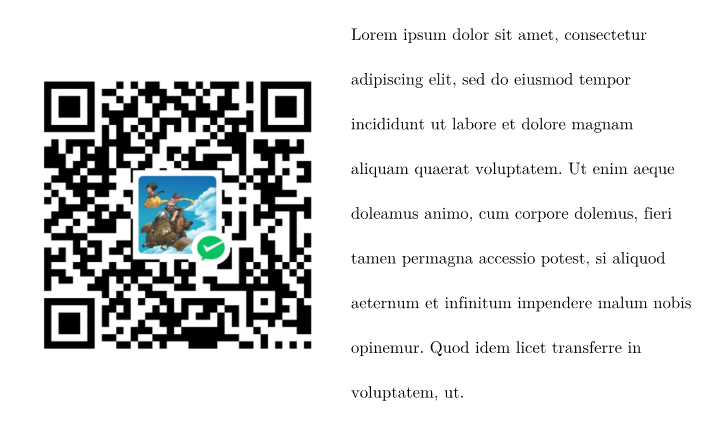 Lorem ipsum dolor sit amet, consectetur
adipiscing elit, sed do eiusmod tempor
incididunt ut labore et dolore magnam
aliquam quaerat voluptatem. Ut enim aeque
doleamus animo, cum corpore dolemus, fieri
tamen permagna accessio potest, si aliquod
aeternum et infinitum impendere malum nobis
opinemur. Quod idem licet transferre in
voluptatem, ut.